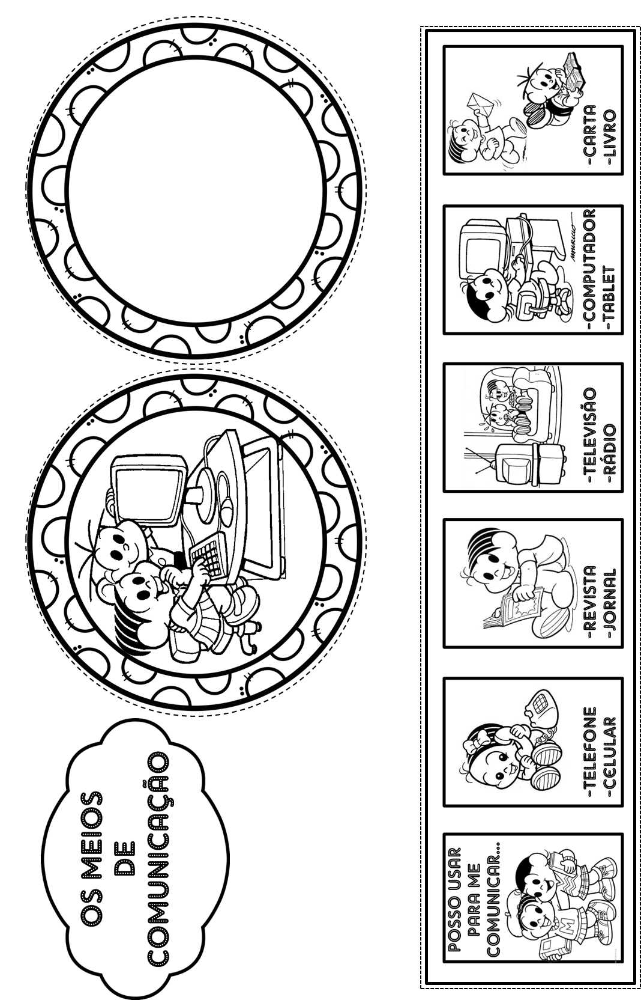 OS MEIOS
DE
COMUNICAÇÃO
POSSO USAR
PARA ME
COMUNICAR...
M
-TELEFONE
-CELULAR
-REVISTA
-JORNAL
-TELEVISÃO
-RÁDIO
MAURICIO
-COMPUTADOR
-TABLET
-CARTA
-LIVRO